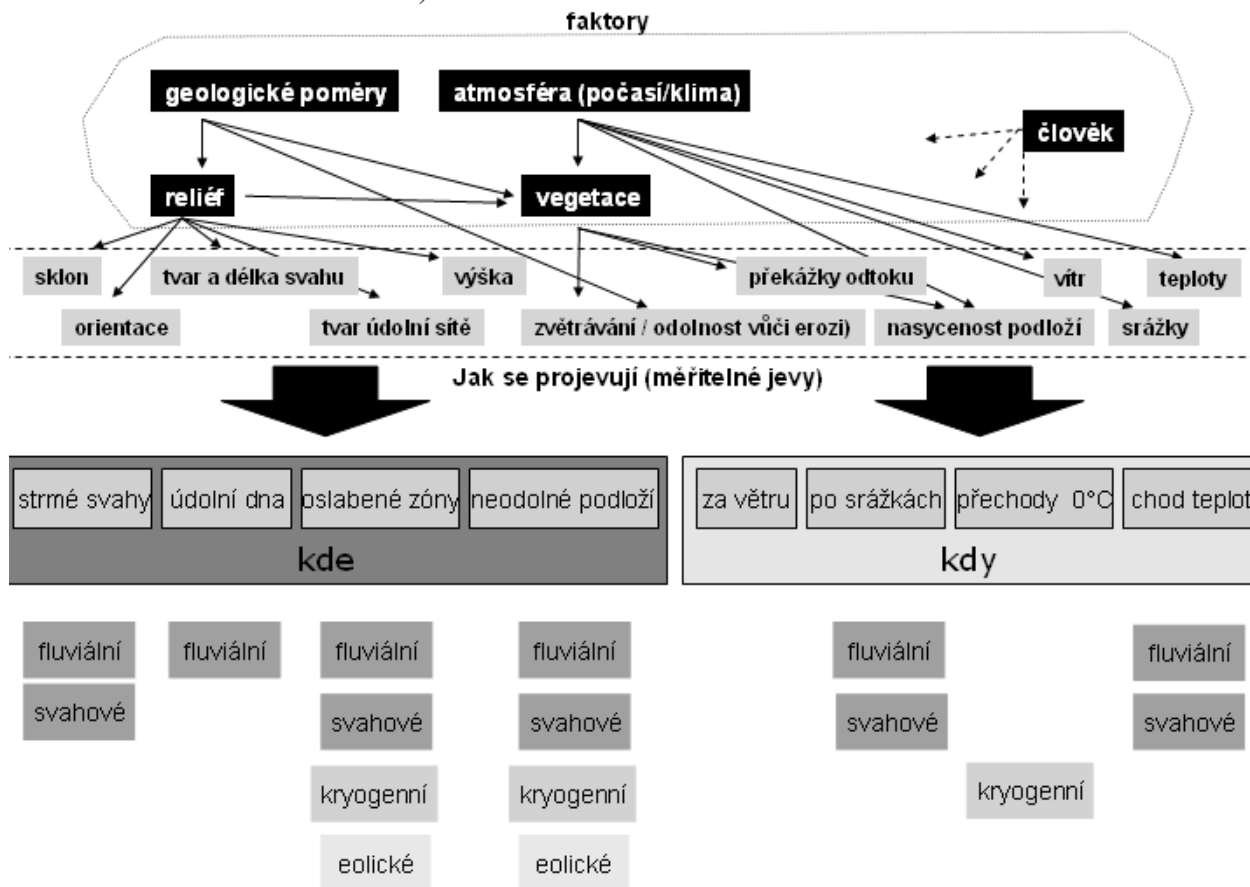 faktory
geologické poměry
atmosféra (počasí/klima)
člověk
reliéf
vegetace
sklon
tvar a délka svahu
výška
překážky odtoku
vítr
teploty
orientace
tvar údolní sítě
zvětrávání / odolnost vůči erozi)
nasycenost podloží
srážky
Jak se projevují (měřitelné jevy)
strmé svahy
údolní dna
oslabené zóny
neodolné podloží
za větru
po srážkách
přechody 0°C
chod teplot
kde
kdy
fluviální
fluviální
fluviální
fluviální
fluviální
fluviální
svahové
svahové
svahové
svahové
svahové
kryogenní
kryogenní
kryogenní
eolické
eolické